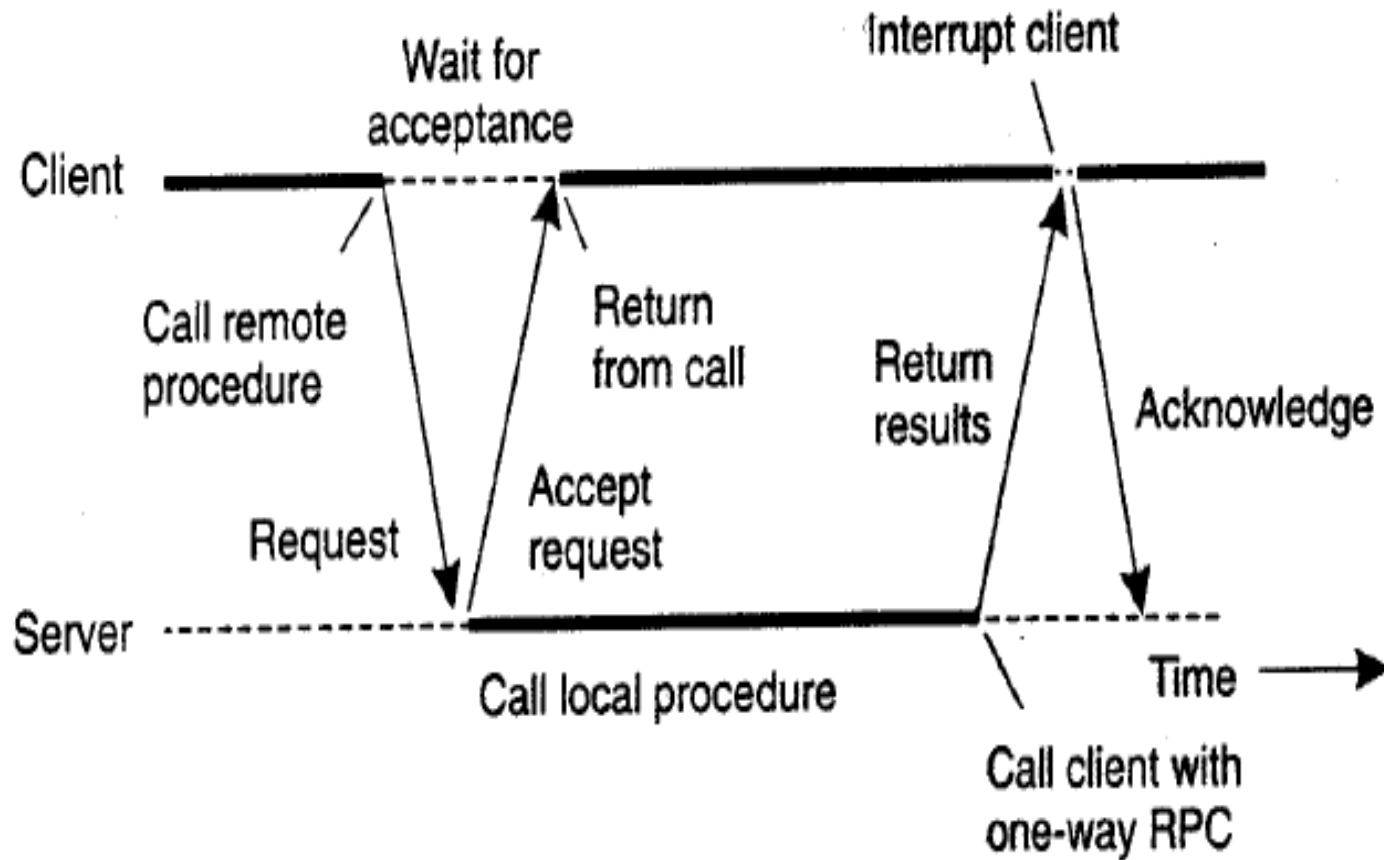 Interrupt client
Wait for
acceptance
Client
Call remote
procedure
Return
from call
Return
results
Acknowledge
Request
Accept
request
Server
Call local procedure
Time
Call client with
one-way RPC